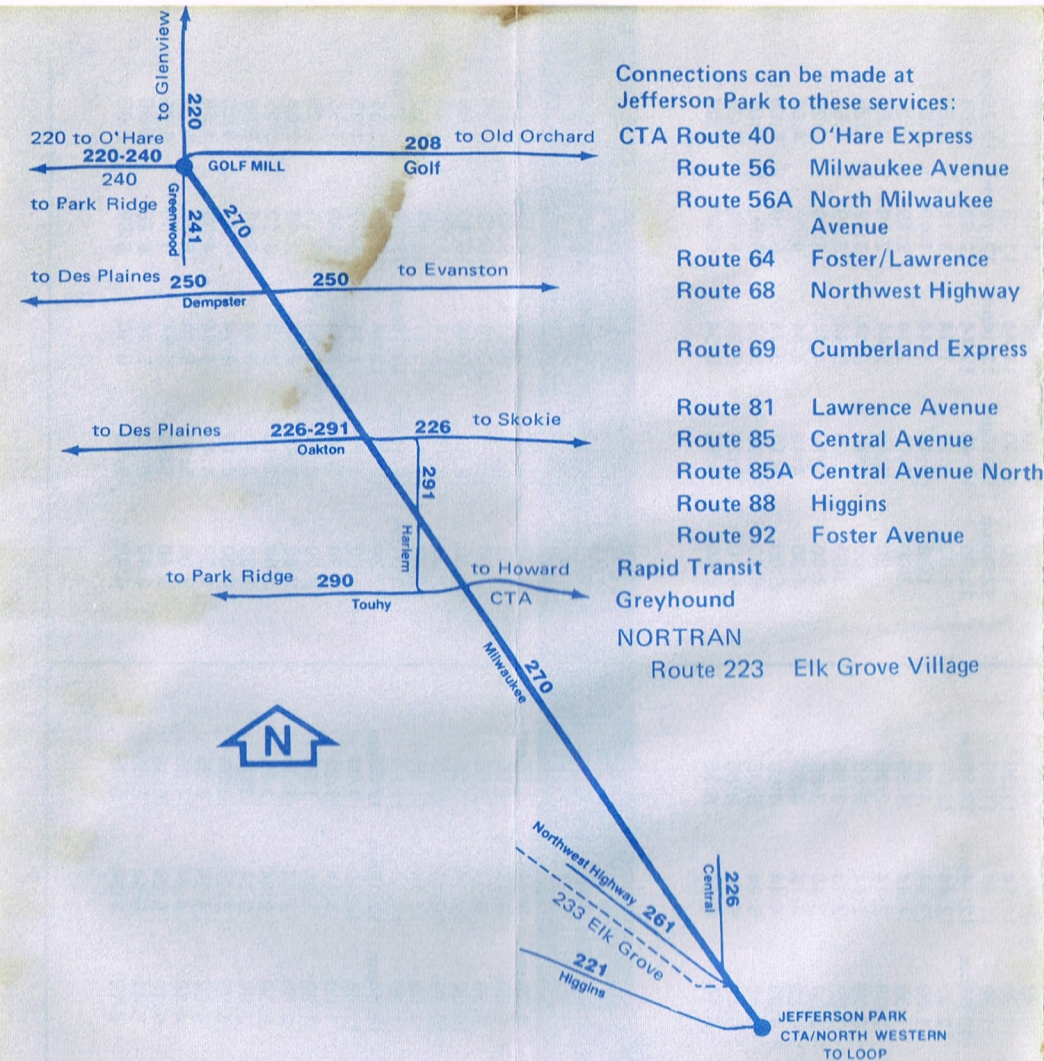 to Glenview
220
220 to O'Hare
220-240
240
to Park Ridge
GOLF MILL
208
to Old Orchard
Golf
Greenwood
241
270
to Des Plaines
250
Dempster
250
to Evanston
to Des Plaines
226-291
Oakton
226
to Skokie
291
Harlem
to Park Ridge
290
Touhy
to Howard
CTA
Milwaukee
270
N
Northwest Highway
261
233 Elk Grove
221
Higgins
226
Central
JEFFERSON PARK
CTA/NORTH WESTERN
TO LOOP
Connections can be made at
Jefferson Park to these services:
CTA Route 40 O'Hare Express
Route 56 Milwaukee Avenue
Route 56A North Milwaukee
Avenue
Route 64 Foster/Lawrence
Route 68 Northwest Highway
Route 69 Cumberland Express
Route 81 Lawrence Avenue
Route 85 Central Avenue
Route 85A Central Avenue North
Route 88 Higgins
Route 92 Foster Avenue
Rapid Transit
Greyhound
NORTRAN
Route 223 Elk Grove Village